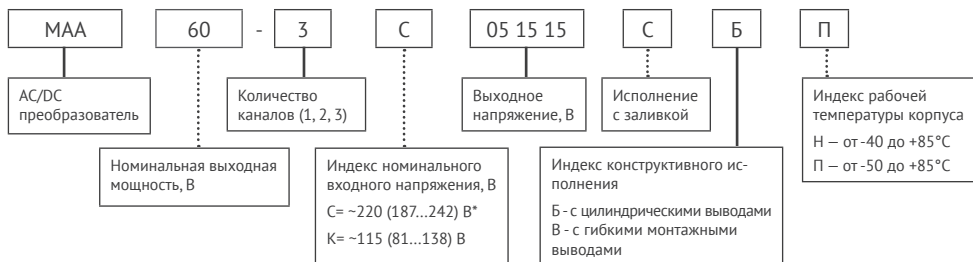 МАА 60 - 3 С 05 15 15 С Б П
AC/DC
преобразователь
Количество
каналов (1, 2, 3)
Выходное
напряжение, В
Исполнение
с заливкой
Индекс рабочей
температуры корпуса
Н — от -40 до +85°C
П — от -50 до +85°C
Номинальная выходная
мощность, В
Индекс номинального
входного напряжения, В
С= ~220 (187...242) В*
К= ~115 (81...138) В
Индекс конструктивного ис-
полнения
Б - с цилиндрическими выводами
В - с гибкими монтажными
выводами